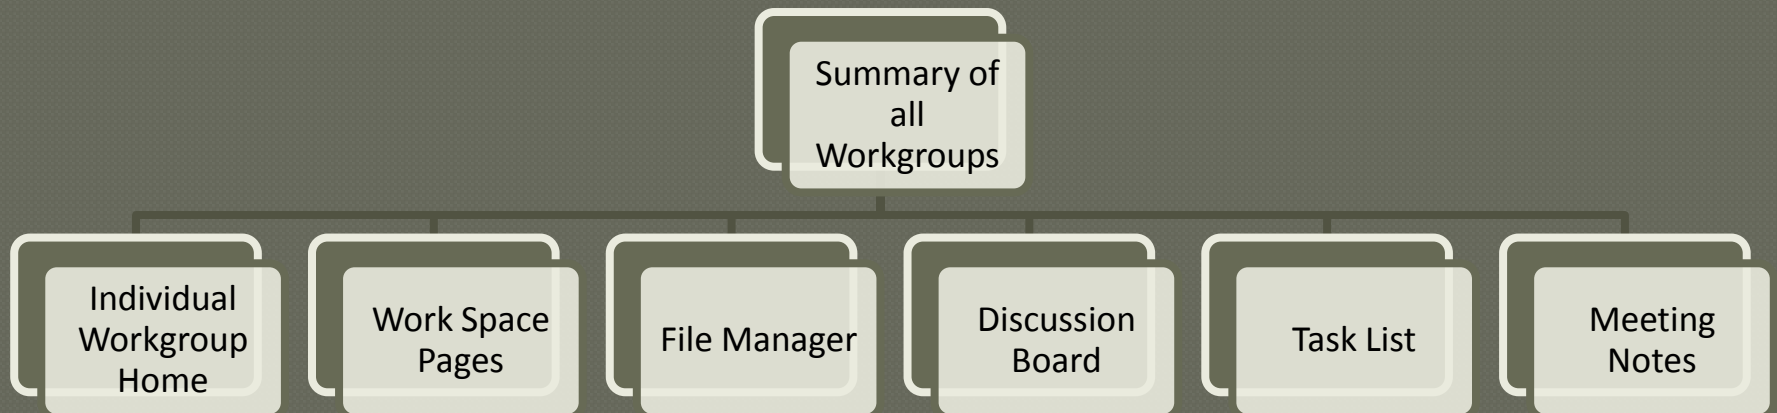 Summary of
all
Workgroups
Individual
Workgroup
Home
Work Space
Pages
File Manager
Discussion
Board
Task List
Meeting
Notes